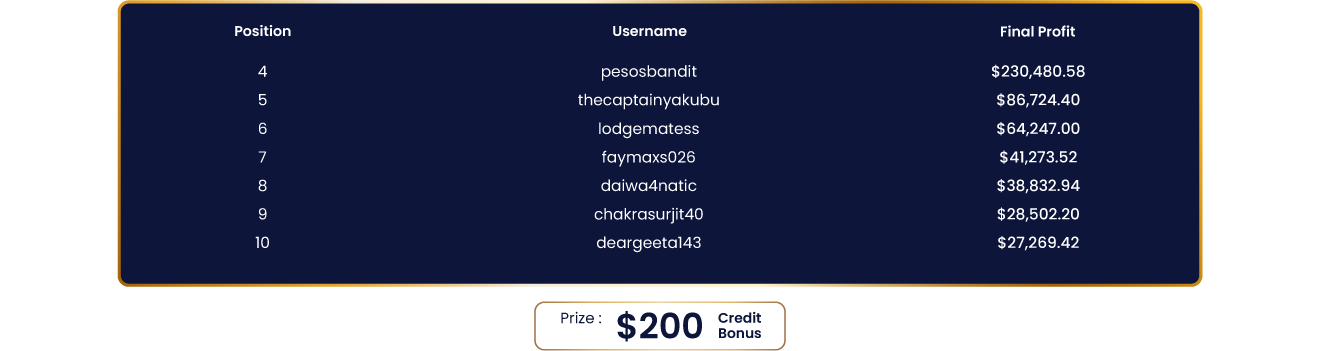 Position Username Final Profit
4 pesosbandit $230,480.58
5 thecaptainyakubu $86,724.40
6 lodgematess $64,247.00
7 faymaxs026 $41,273.52
8 daiwa4natic $38,832.94
9 chakrasurjit40 $28,502.20
10 deargeeta143 $27,269.42
Prize : $200 Credit
Bonus